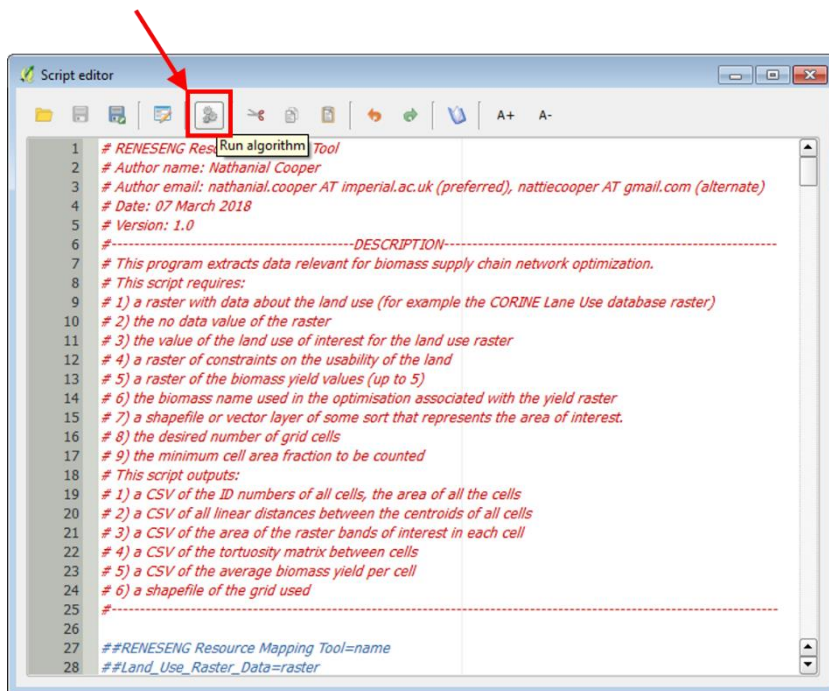 Script editor
A+ A-
Run algorithm
1 # RENESENG Res Tool
2 # Author name: Nathanial Cooper
3 # Author email: nathanial.cooper AT imperial.ac.uk (preferred), nattiecooper AT gmail.com (alternate)
4 # Date: 07 March 2018
5 # Version: 1.0
6 #-------------------------------------------DESCRIPTION-----------------------------------------------------------
7 # This program extracts data relevant for biomass supply chain network optimization.
8 # This script requires:
9 # 1) a raster with data about the land use (for example the CORINE Lane Use database raster)
10 # 2) the no data value of the raster
11 # 3) the value of the land use of interest for the land use raster
12 # 4) a raster of constraints on the usability of the land
13 # 5) a raster of the biomass yield values (up to 5)
14 # 6) the biomass name used in the optimisation associated with the yield raster
15 # 7) a shapefile or vector layer of some sort that represents the area of interest.
16 # 8) the desired number of grid cells
17 # 9) the minimum cell area fraction to be counted
18 # This script outputs:
19 # 1) a CSV of the ID numbers of all cells, the area of all the cells
20 # 2) a CSV of all linear distances between the centroids of all cells
21 # 3) a CSV of the area of the raster bands of interest in each cell
22 # 4) a CSV of the tortuosity matrix between cells
23 # 5) a CSV of the average biomass yield per cell
24 # 6) a shapefile of the grid used
25 #----------------------------------------------------------------------------------------------------------------------
26
27 ##RENESENG Resource Mapping Tool=name
28 ##Land_Use_Raster_Data=raster